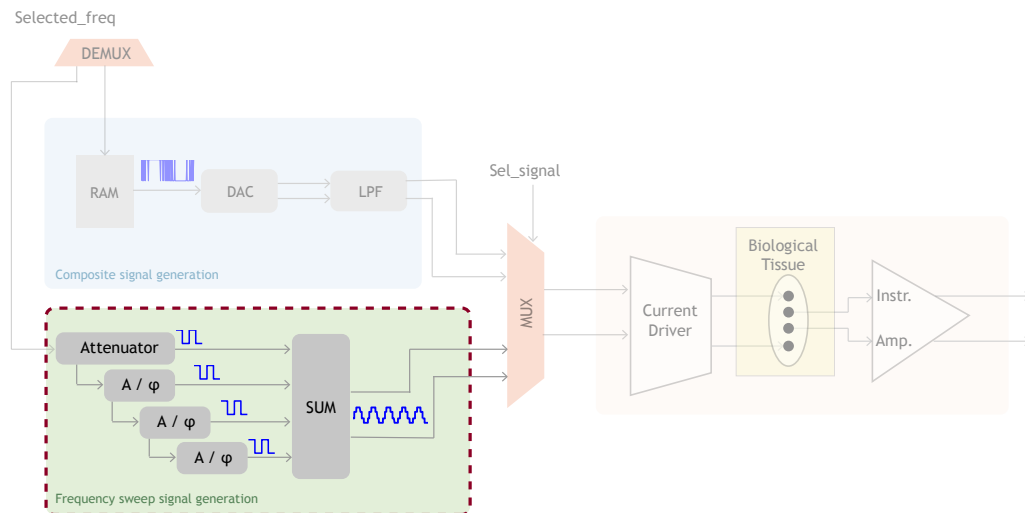 Selected_freq
DEMUX
RAM
DAC
LPF
Composite signal generation
Sel_signal
MUX
Biological
Tissue
Current
Driver
Instr.
Amp.
Attenuator
A / φ
A / φ
A / φ
SUM
Frequency sweep signal generation